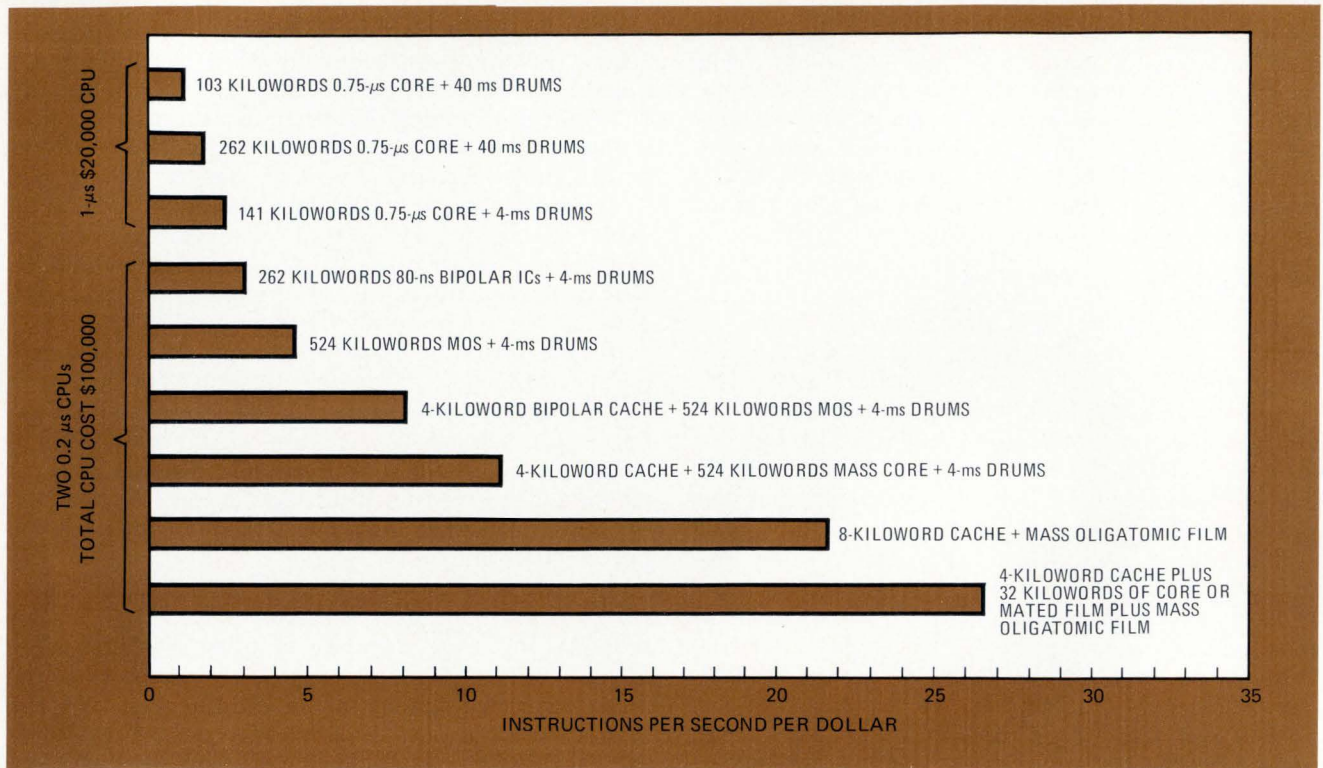 1-μs $20,000 CPU
103 KILOWORDS 0.75-μs CORE + 40 ms DRUMS
262 KILOWORDS 0.75-μs CORE + 40 ms DRUMS
141 KILOWORDS 0.75-μs CORE + 4-ms DRUMS
TWO 0.2 μs CPUs
TOTAL CPU COST $100,000
262 KILOWORDS 80-ns BIPOLAR ICs + 4-ms DRUMS
524 KILOWORDS MOS + 4-ms DRUMS
4-KILOWORD BIPOLAR CACHE + 524 KILOWORDS MOS + 4-ms DRUMS
4-KILOWORD CACHE + 524 KILOWORDS MASS CORE + 4-ms DRUMS
8-KILOWORD CACHE + MASS OLIGATOMIC FILM
4-KILOWORD CACHE PLUS
32 KILOWORDS OF CORE OR
MATED FILM PLUS MASS
OLIGATOMIC FILM
0 5 10 15 20 25 30 35
INSTRUCTIONS PER SECOND PER DOLLAR